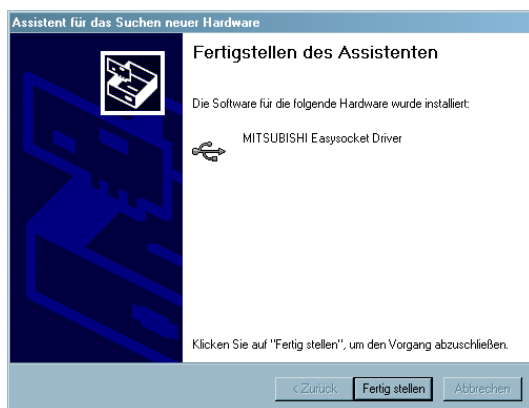 Assistent für das Suchen neuer Hardware
Fertigstellen des Assistenten
Die Software für die folgende Hardware wurde installiert:
MITSUBISHI Easysocket Driver
Klicken Sie auf "Fertig stellen", um den Vorgang abzuschließen.
< Zurück Fertig stellen Abbrechen